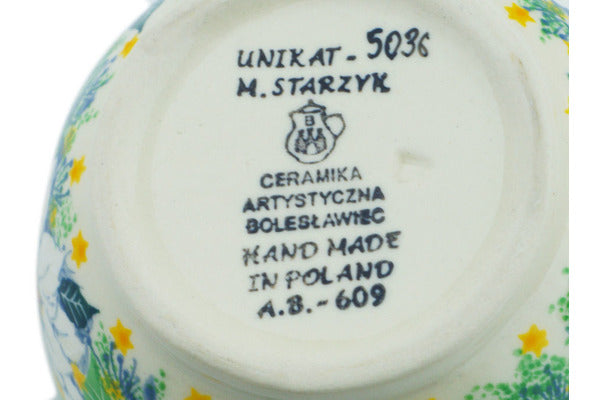 UNIKAT - 5036
M. STARZYK
B
CERAMIKA
ARTYSTYCZNA
BOLESŁAWIEC
HAND MADE
IN POLAND
A.B.-609